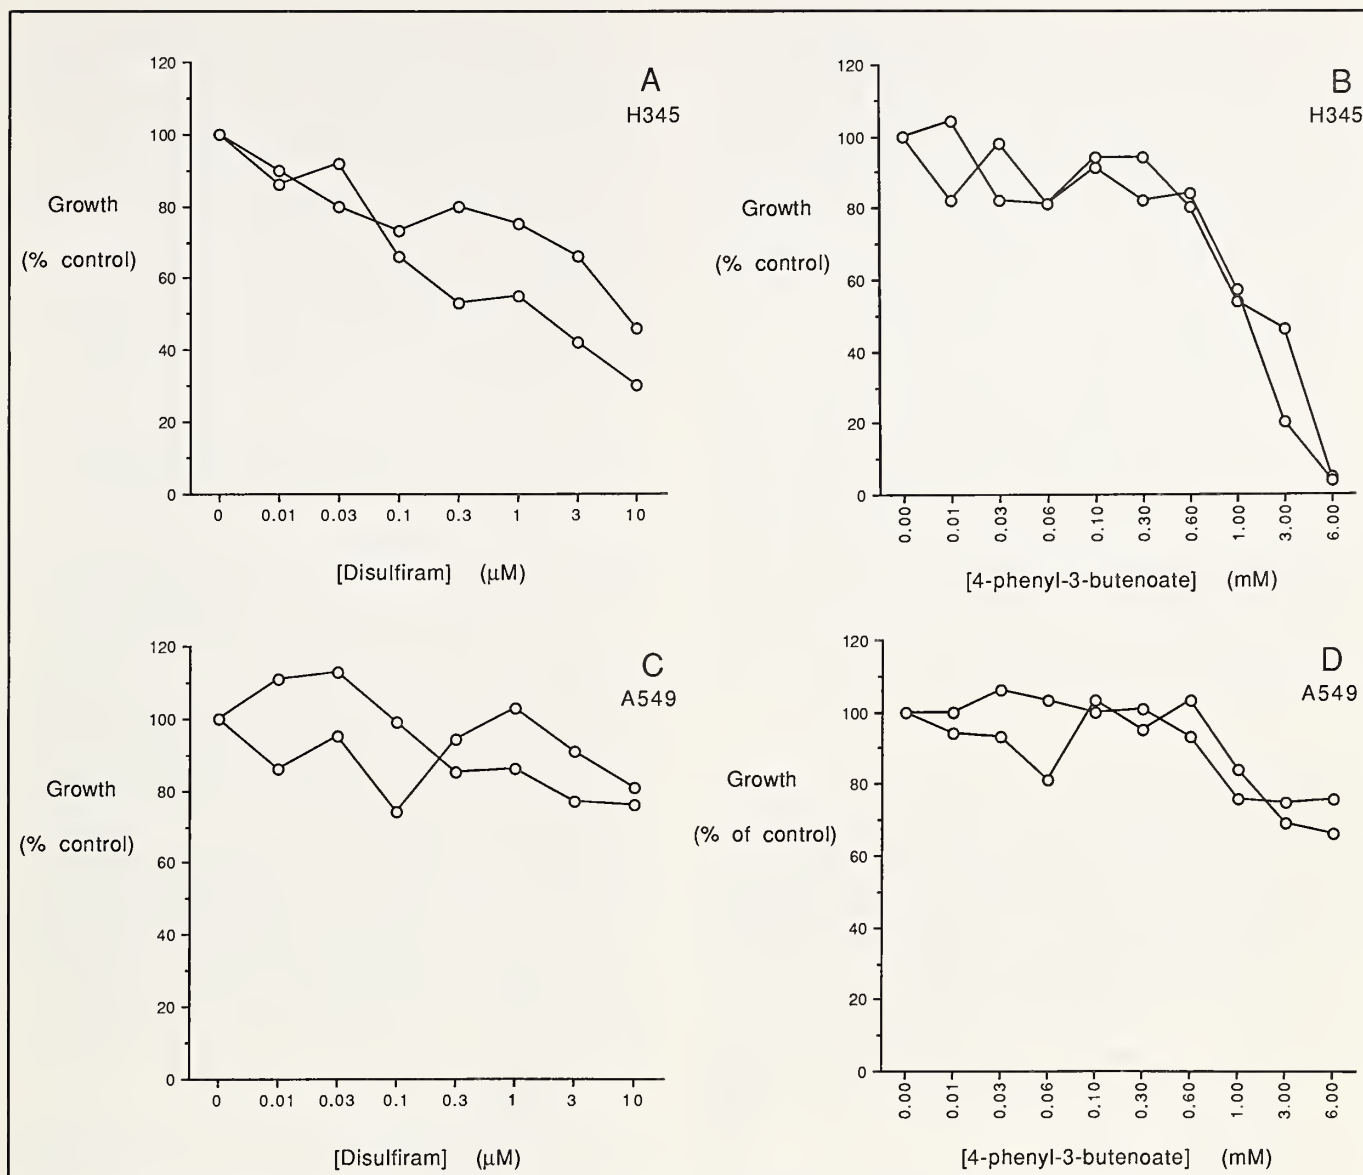 A
H345
120
100
80
60
40
20
0
Growth
(% control)
0 0.01 0.03 0.1 0.3 1 3 10
[Disulfiram] (μM)
B
H345
120
100
80
60
40
20
0
Growth
(% control)
0.00 0.01 0.03 0.06 0.10 0.30 0.60 1.00 3.00 6.00
[4-phenyl-3-butenoate] (mM)
C
A549
120
100
80
60
40
20
0
Growth
(% control)
0 0.01 0.03 0.1 0.3 1 3 10
[Disulfiram] (μM)
D
A549
120
100
80
60
40
20
0
Growth
(% of control)
0.00 0.01 0.03 0.06 0.10 0.30 0.60 1.00 3.00 6.00
[4-phenyl-3-butenoate] (mM)